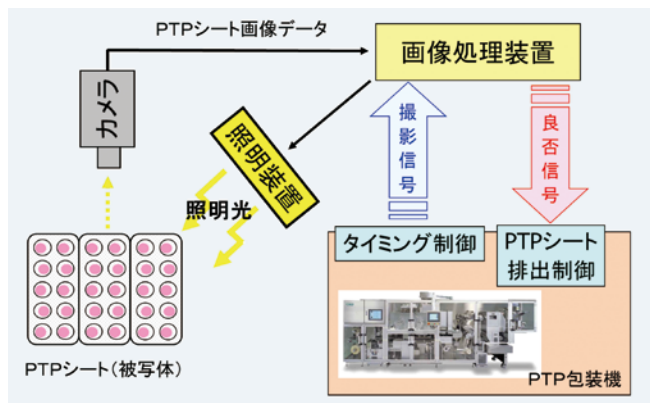 PTPシート画像データ
画像処理装置
カメラ
照明装置
照明光
撮影信号
良否信号
タイミング制御
PTPシート
排出制御
PTPシート(被写体)
PTP包装機